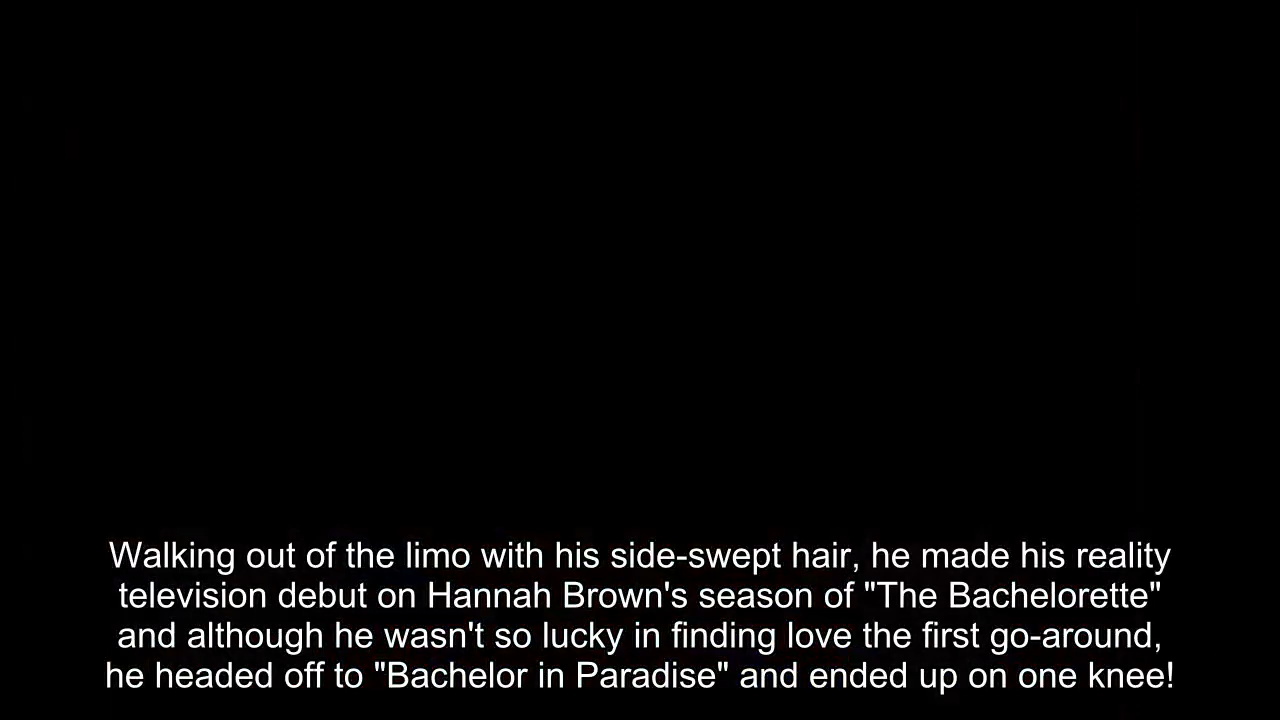 Walking out of the limo with his side-swept hair, he made his reality
television debut on Hannah Brown's season of "The Bachelorette"
and although he wasn't so lucky in finding love the first go-around,
he headed off to "Bachelor in Paradise" and ended up on one knee!